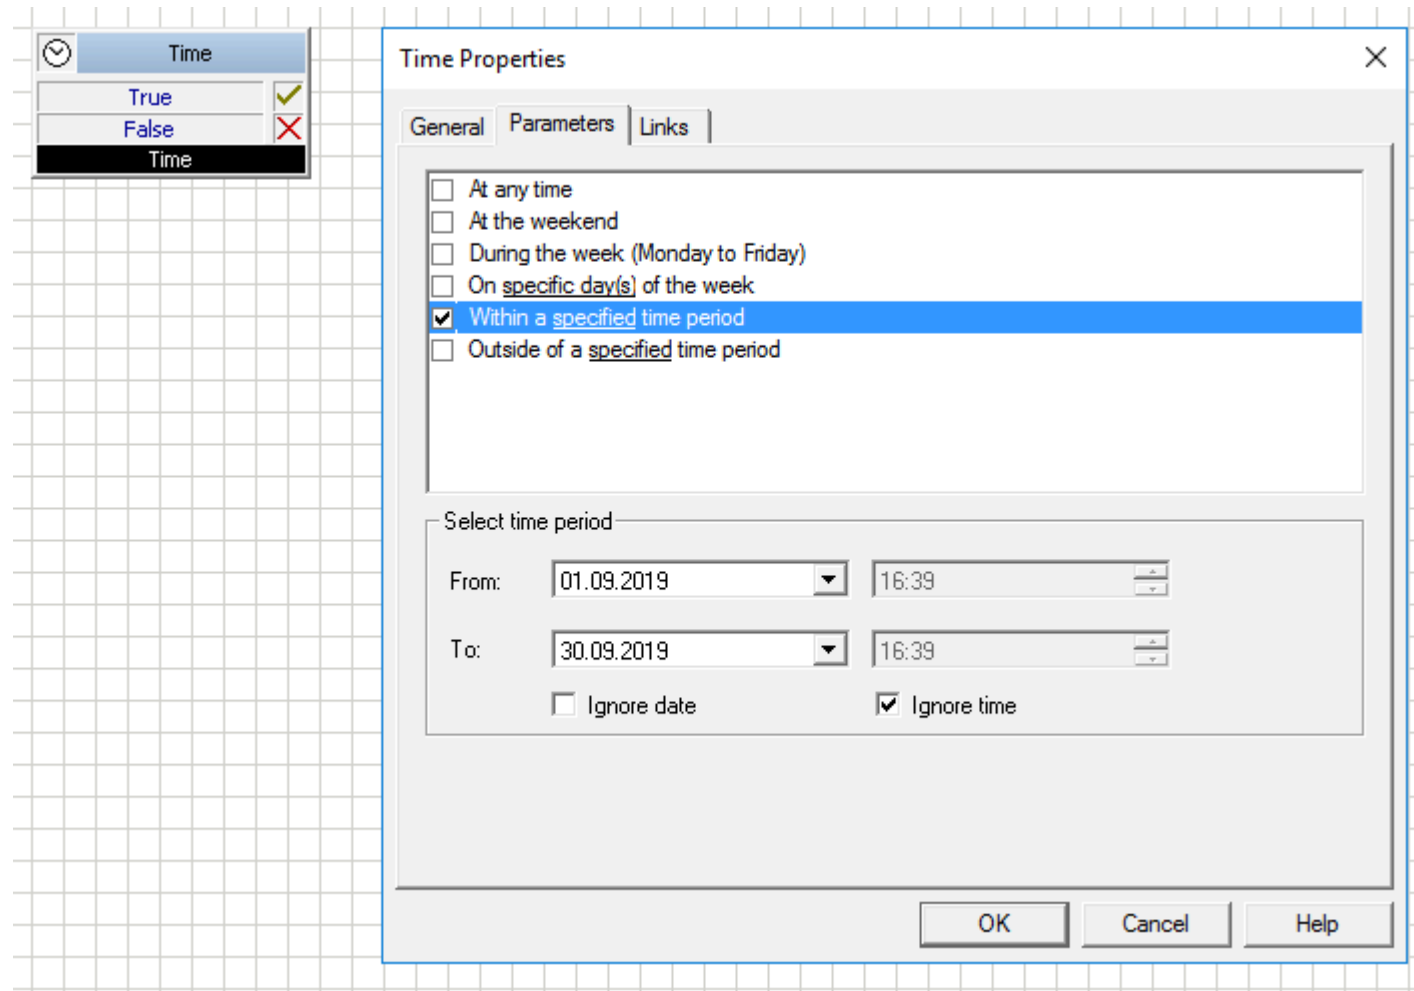 Time
True
False
Time
Time Properties
General Parameters Links
At any time
At the weekend
During the week (Monday to Friday)
On specific day(s) of the week
Within a specified time period
Outside of a specified time period
Select time period
From: 01.09.2019 16:39
To: 30.09.2019 16:39
Ignore date Ignore time
OK Cancel Help